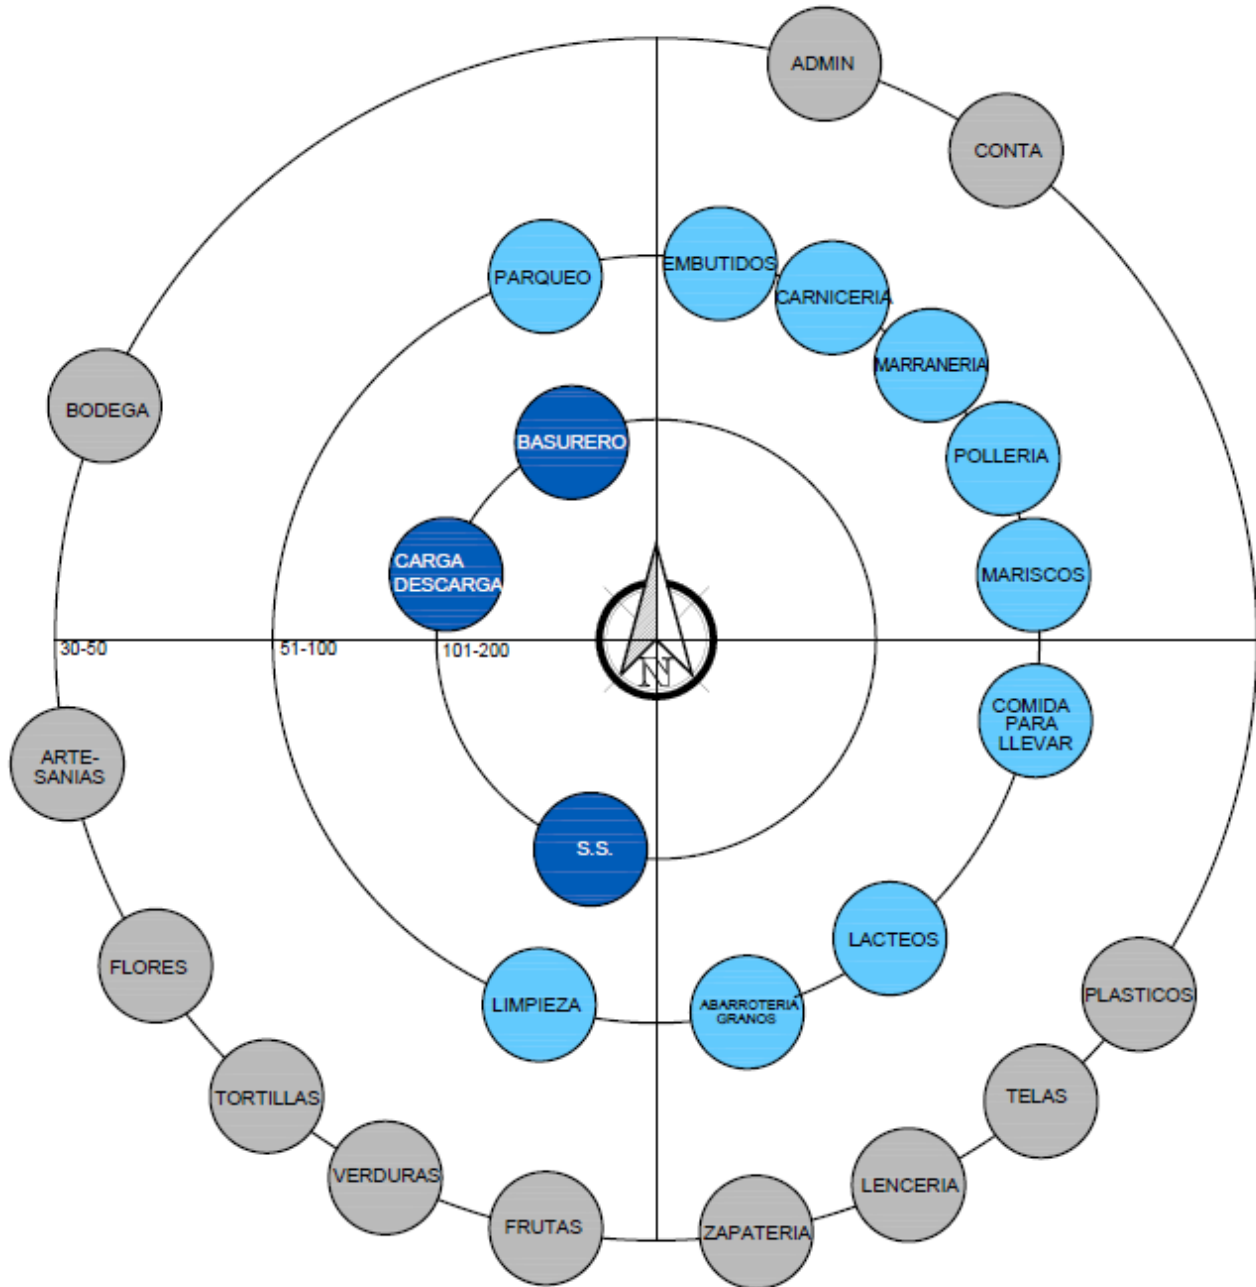 ADMIN
CONTA
EMBUTIDOS
PARQUEO
CARNICERIA
MARRANERIA
BODEGA
BASURERO
POLLERIA
CARGA
DESCARGA
MARISCOS
30-50
51-100
101-200
N
COMIDA
PARA
LLEVAR
ARTE-
SANIAS
S.S.
LACTEOS
FLORES
PLASTICOS
LIMPIEZA
ABARROTERIA
GRANOS
TORTILLAS
TELAS
VERDURAS
LENCERIA
FRUTAS
ZAPATERIA